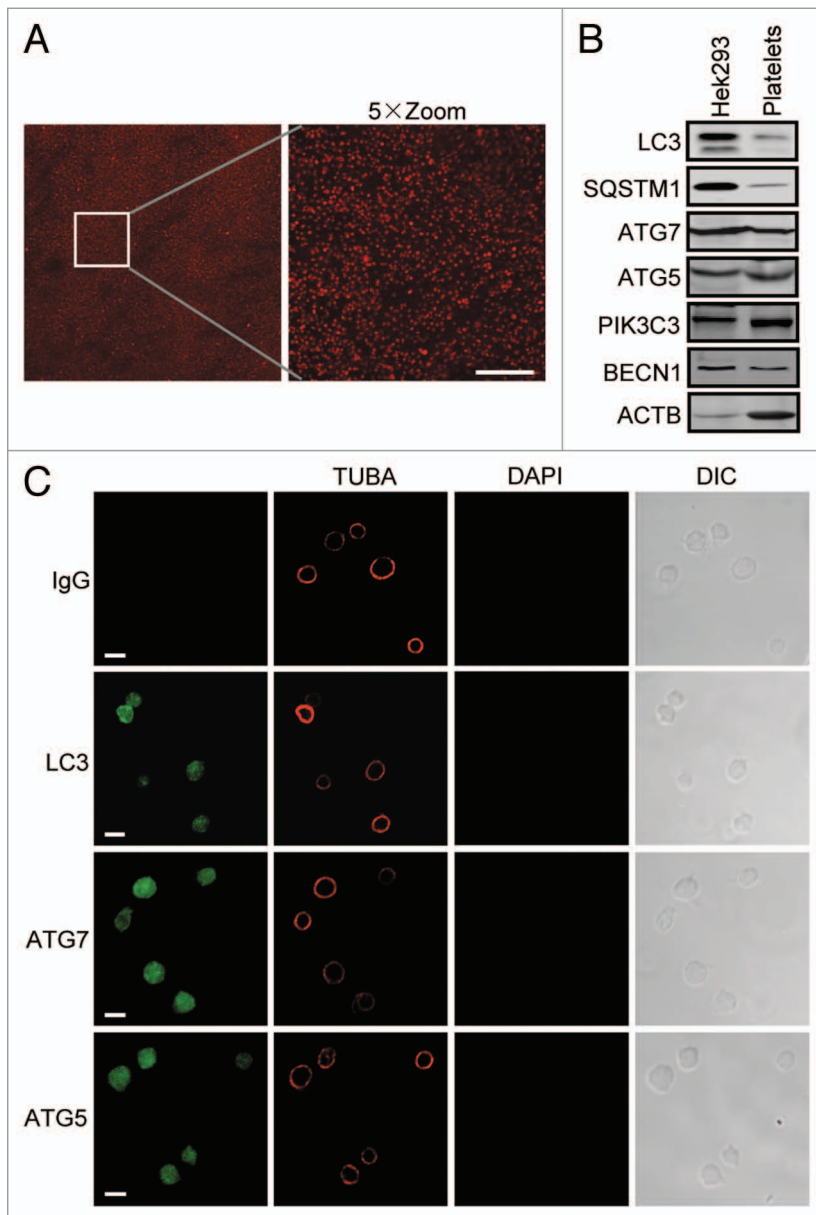 A
5×Zoom
B
Hek293
Platelets
LC3
SQSTM1
ATG7
ATG5
PIK3C3
BECN1
ACTB
C
TUBA DAPI DIC
IgG
LC3
ATG7
ATG5